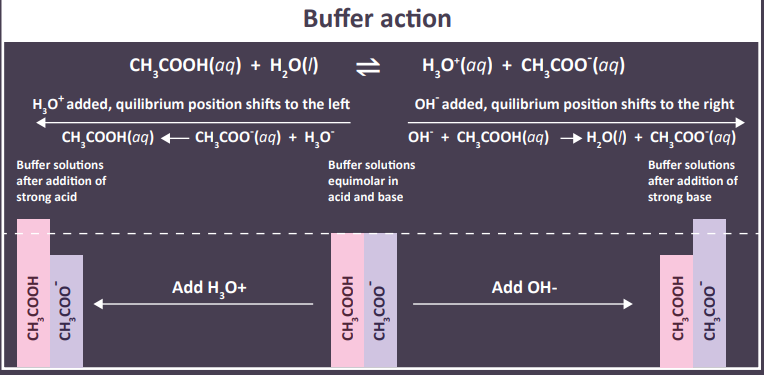 Buffer action
CH₃COOH(aq) + H₂O(l) ⇌ H₃O⁺(aq) + CH₃COO⁻(aq)
H₃O⁺ added, quilibrium position shifts to the left
OH⁻ added, quilibrium position shifts to the right
CH₃COOH(aq) ← CH₃COO⁻(aq) + H₃O⁻
OH⁻ + CH₃COOH(aq) → H₂O(l) + CH₃COO⁻(aq)
Buffer solutions
after addition of
strong acid
Buffer solutions
equimolar in
acid and base
Buffer solutions
after addition of
strong base
CH₃COOH
CH₃COO⁻
Add H₃O+
CH₃COOH
CH₃COO⁻
Add OH-
CH₃COOH
CH₃COO⁻